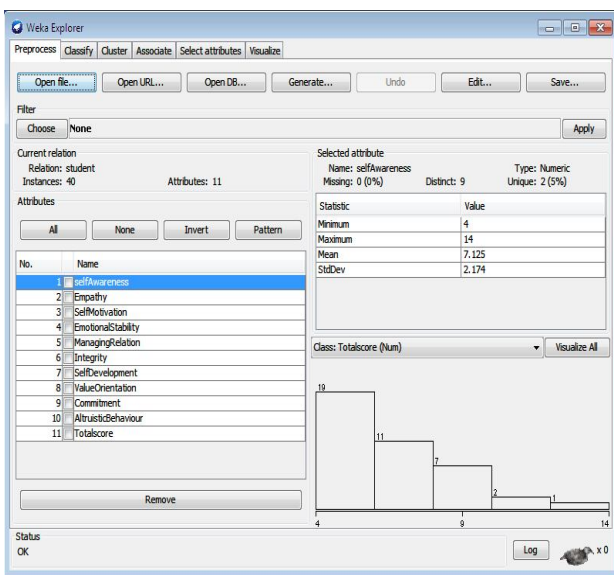 Weka Explorer
Preprocess Classify Cluster Associate Select attributes Visualize
Open file... Open URL... Open DB... Generate... Undo Edit... Save...
Filter
Choose None Apply
Current relation
Relation: student
Instances: 40 Attributes: 11
Attributes
All None Invert Pattern
No. Name
1 selfAwareness
2 Empathy
3 SelfMotivation
4 EmotionalStability
5 ManagingRelation
6 Integrity
7 SelfDevelopment
8 ValueOrientation
9 Commitment
10 AltruisticBehaviour
11 Totalscore
Remove
Selected attribute
Name: selfAwareness Type: Numeric
Missing: 0 (0%) Distinct: 9 Unique: 2 (5%)
Statistic Value
Minimum 4
Maximum 14
Mean 7.125
StdDev 2.174
Class: Totalscore (Num) Visualize All
19
11
7
2
1
4 9 14
Status
OK
Log x 0